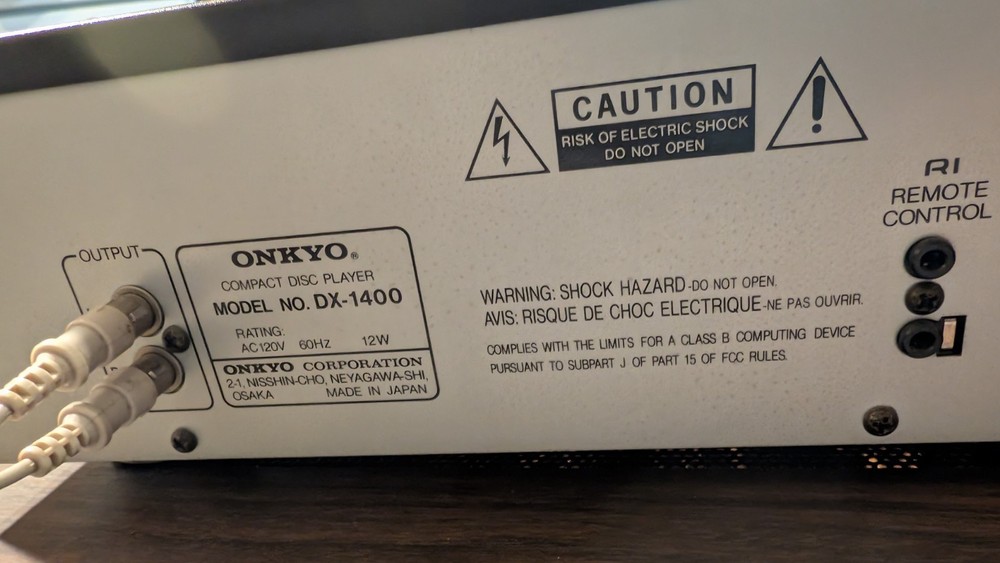 CAUTION
RISK OF ELECTRIC SHOCK
DO NOT OPEN
RI
REMOTE
CONTROL
OUTPUT
ONKYO®
COMPACT DISC PLAYER
MODEL NO. DX-1400
RATING:
AC120V 60HZ 12W
ONKYO CORPORATION
2-1, NISSHIN-CHO, NEYAGAWA-SHI,
OSAKA MADE IN JAPAN
WARNING: SHOCK HAZARD-DO NOT OPEN.
AVIS: RISQUE DE CHOC ELECTRIQUE-NE PAS OUVRIR.
COMPLIES WITH THE LIMITS FOR A CLASS B COMPUTING DEVICE
PURSUANT TO SUBPART J OF PART 15 OF FCC RULES.